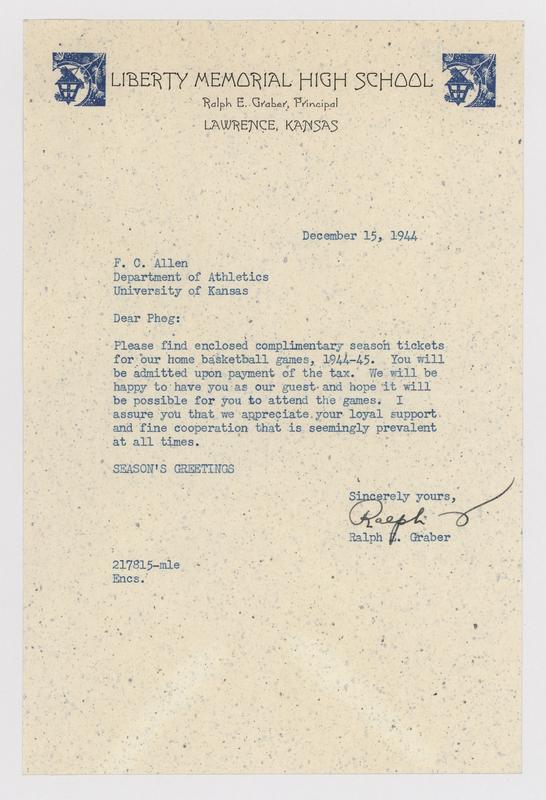 LIBERTY MEMORIAL HIGH SCHOOL
Ralph E. Graber, Principal
LAWRENCE, KANSAS
December 15, 1944
F. C. Allen
Department of Athletics
University of Kansas
Dear Phog:
Please find enclosed complimentary season tickets
for our home basketball games, 1944-45. You will
be admitted upon payment of the tax. We will be
happy to have you as our guest and hope it will
be possible for you to attend the games. I
assure you that we appreciate your loyal support
and fine cooperation that is seemingly prevalent
at all times.
SEASON'S GREETINGS
Sincerely yours,
Ralph
Ralph E. Graber
217815-mle
Encs.